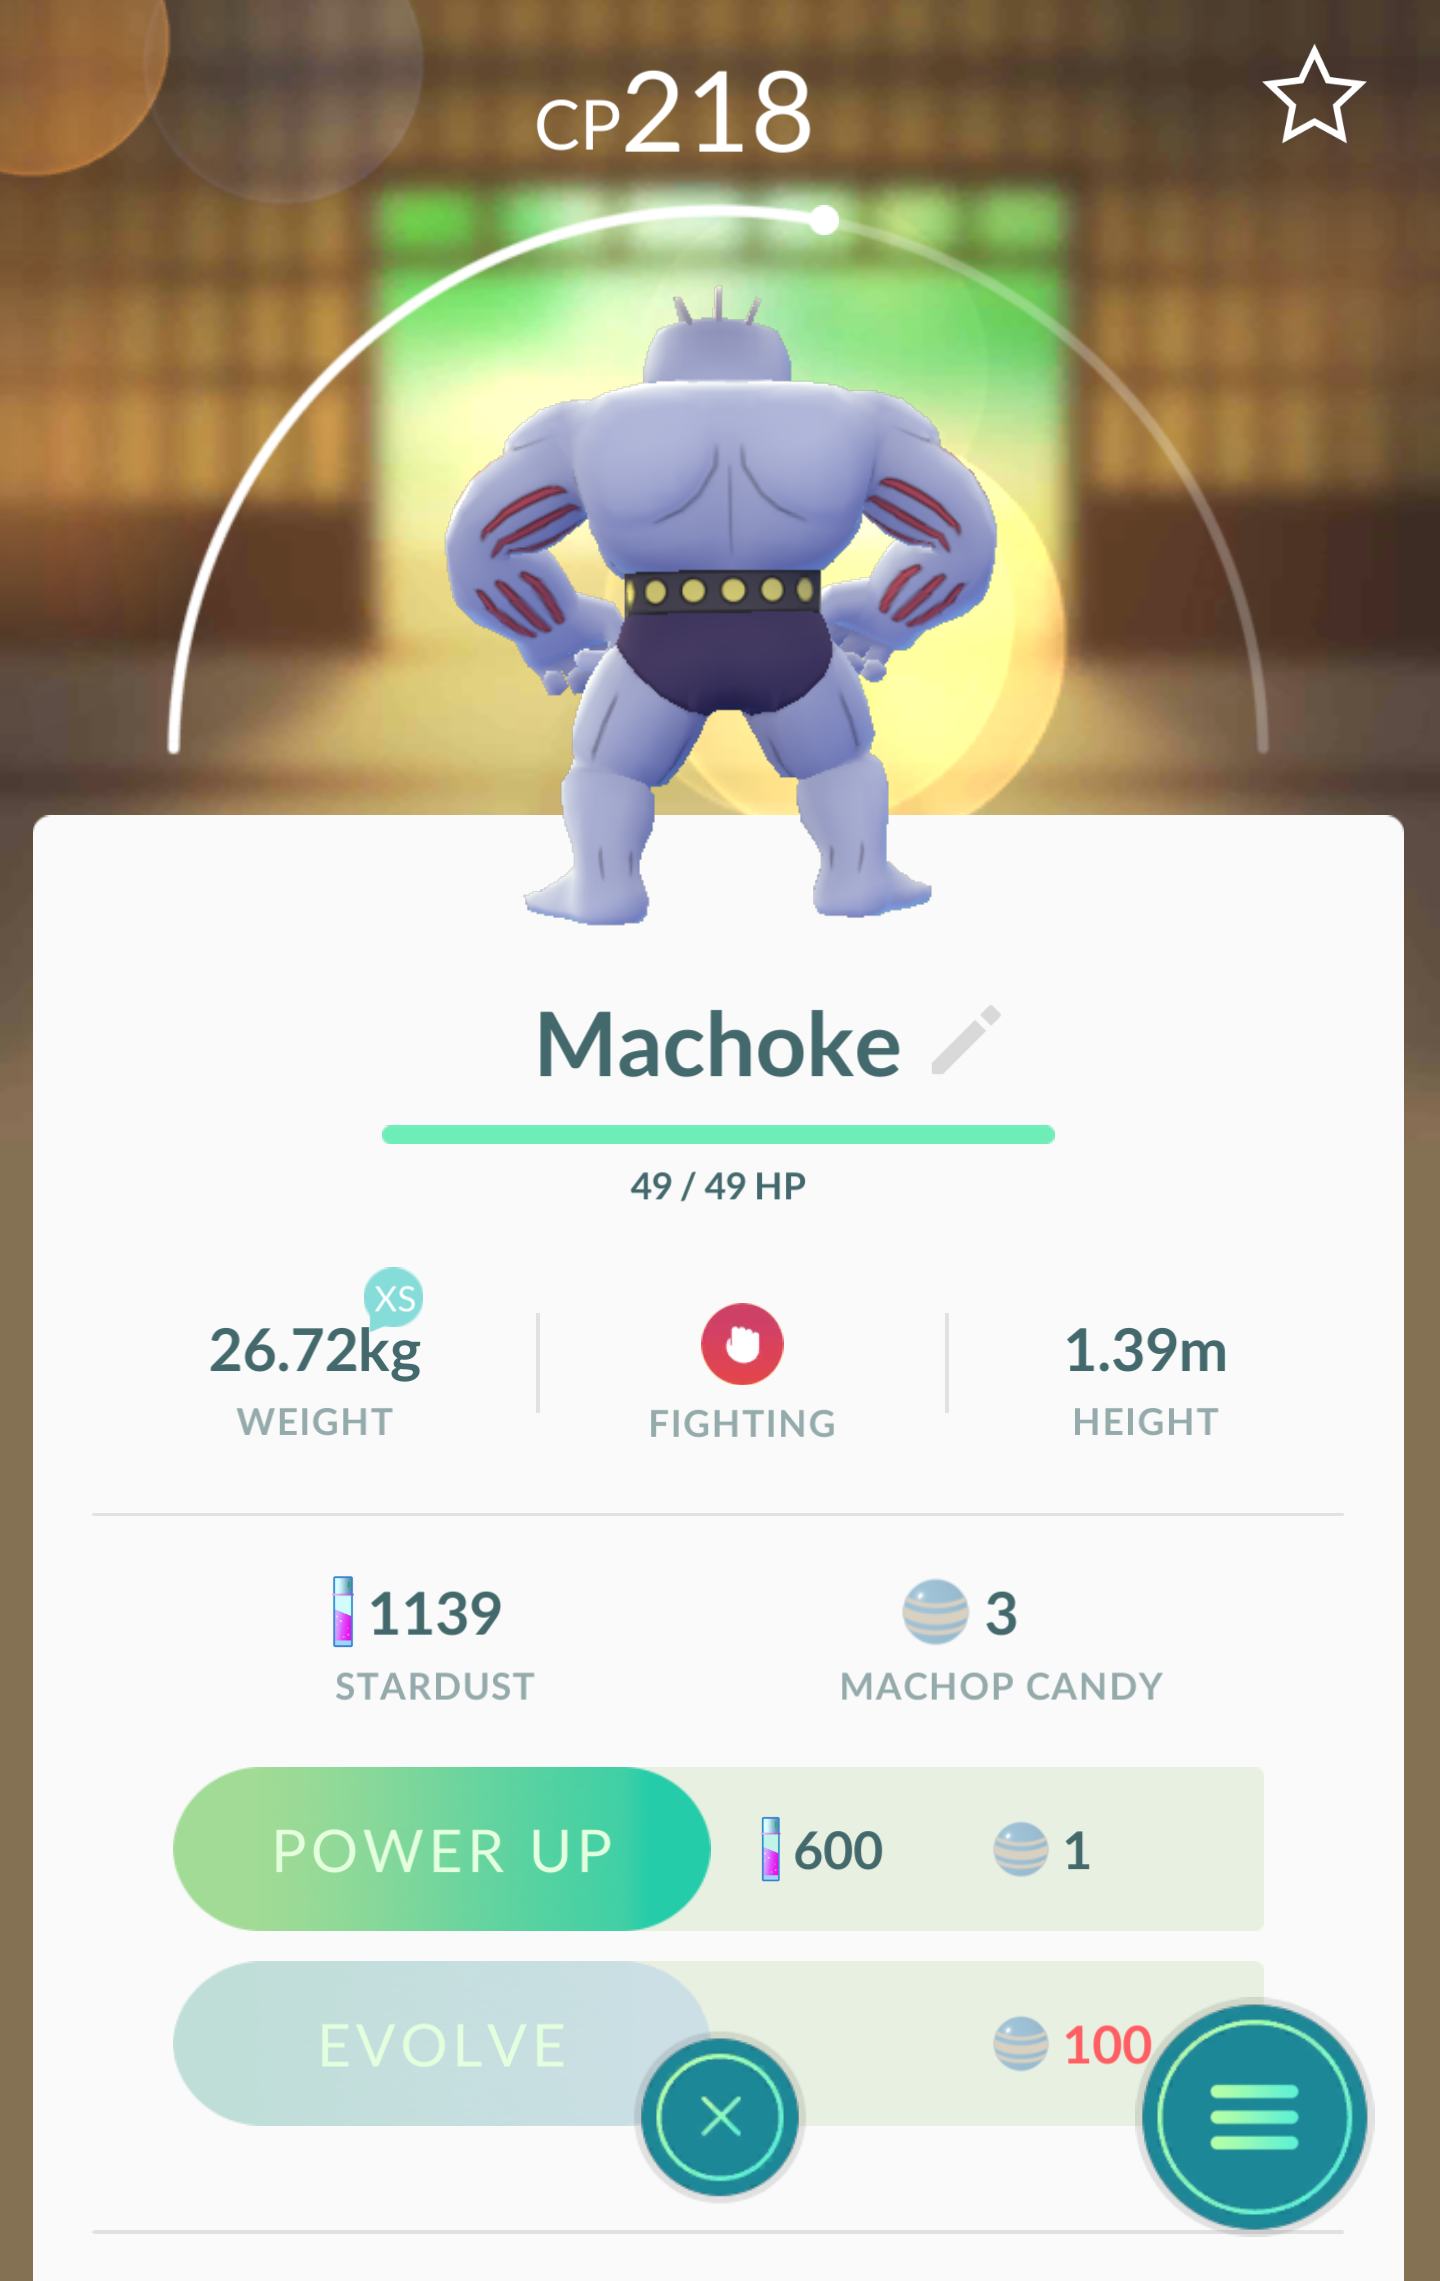 CP218
Machoke
49 / 49 HP
XS
26.72kg
WEIGHT
FIGHTING
1.39m
HEIGHT
1139
STARDUST
3
MACHOP CANDY
POWER UP
600
1
EVOLVE
100